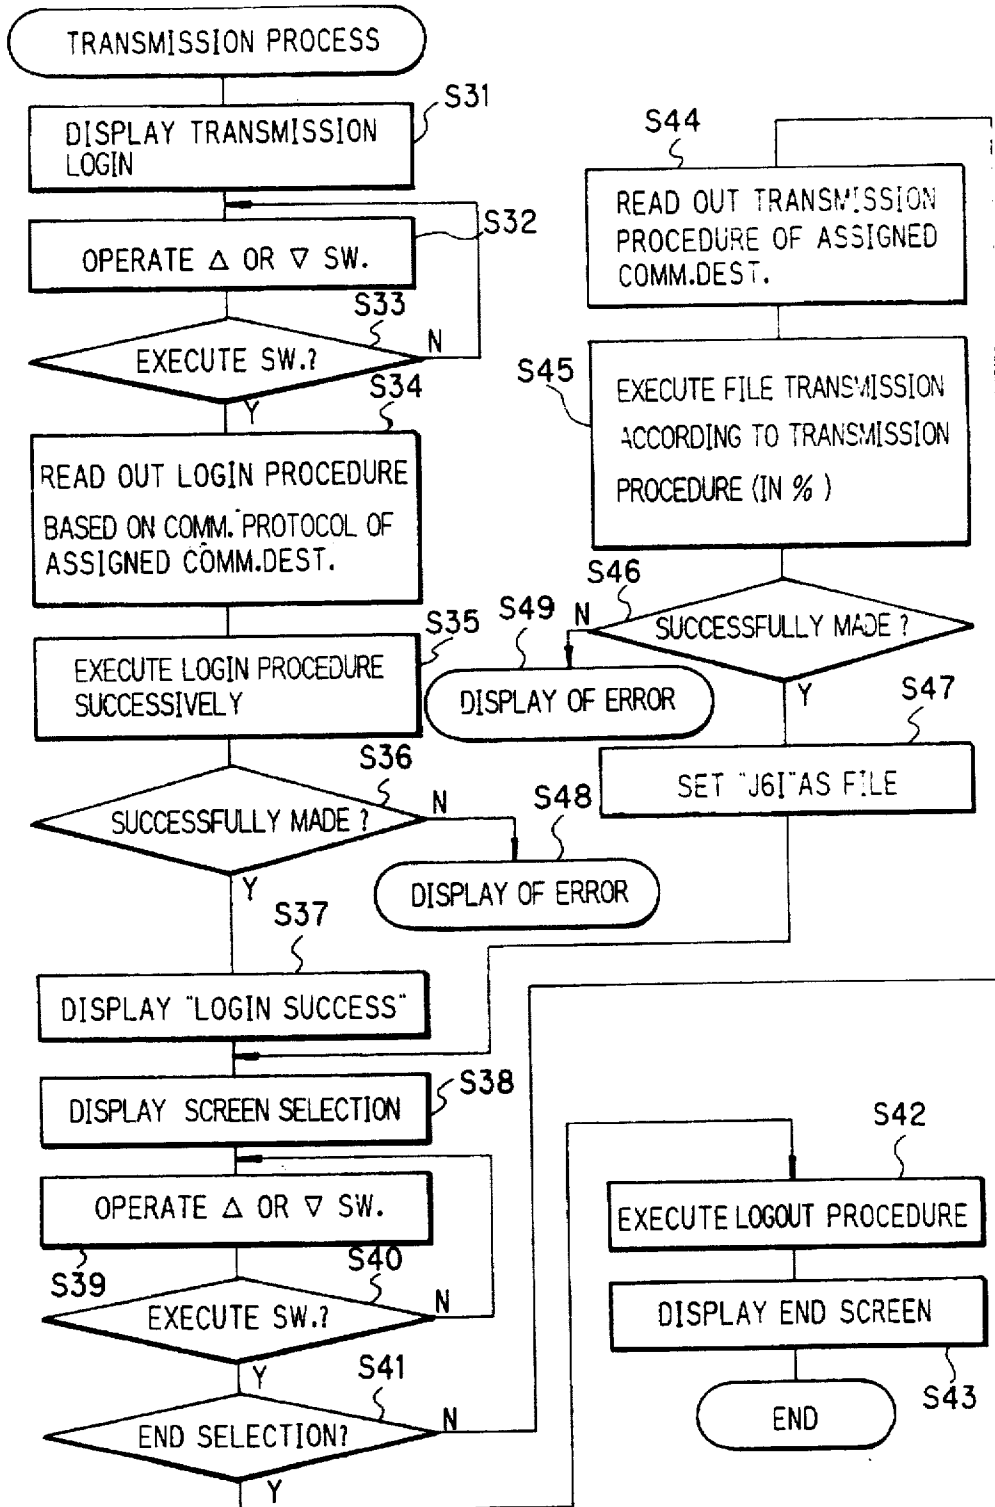 TRANSMISSION PROCESS
S31
DISPLAY TRANSMISSION
LOGIN
S32
OPERATE △ OR ▽ SW.
S33
EXECUTE SW.?
N
Y
S34
READ OUT LOGIN PROCEDURE
BASED ON COMM. PROTOCOL OF
ASSIGNED COMM.DEST.
S35
EXECUTE LOGIN PROCEDURE
SUCCESSIVELY
S36
SUCCESSFULLY MADE ?
N
Y
S48
DISPLAY OF ERROR
S37
DISPLAY "LOGIN SUCCESS"
S38
DISPLAY SCREEN SELECTION
OPERATE △ OR ▽ SW.
S39
S40
EXECUTE SW.?
N
Y
S41
END SELECTION?
N
Y
S44
READ OUT TRANSMISSION
PROCEDURE OF ASSIGNED
COMM.DEST.
S45
EXECUTE FILE TRANSMISSION
ACCORDING TO TRANSMISSION
PROCEDURE (IN % )
S46
SUCCESSFULLY MADE ?
N
Y
S49
DISPLAY OF ERROR
S47
SET "J6I" AS FILE
S42
EXECUTE LOGOUT PROCEDURE
DISPLAY END SCREEN
S43
END